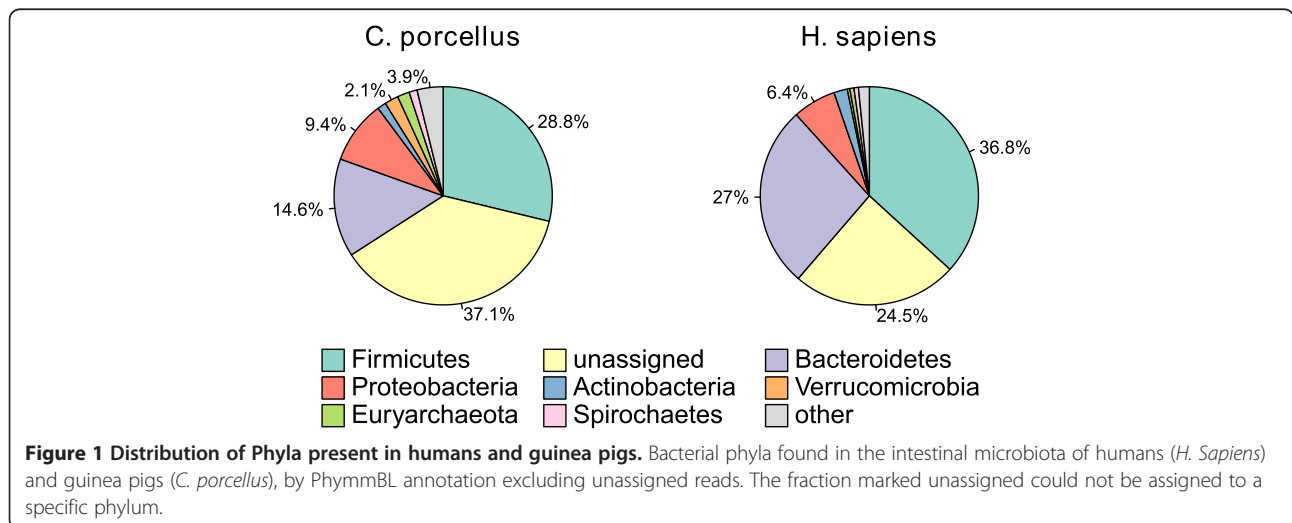 C. porcellus
H. sapiens
3.9%
2.1%
9.4%
28.8%
14.6%
37.1%
6.4%
36.8%
27%
24.5%
Firmicutes
unassigned
Bacteroidetes
Proteobacteria
Actinobacteria
Verrucomicrobia
Euryarchaeota
Spirochaetes
other
Figure 1 Distribution of Phyla present in humans and guinea pigs. Bacterial phyla found in the intestinal microbiota of humans (H. Sapiens)
and guinea pigs (C. porcellus), by PhymmBL annotation excluding unassigned reads. The fraction marked unassigned could not be assigned to a
specific phylum.